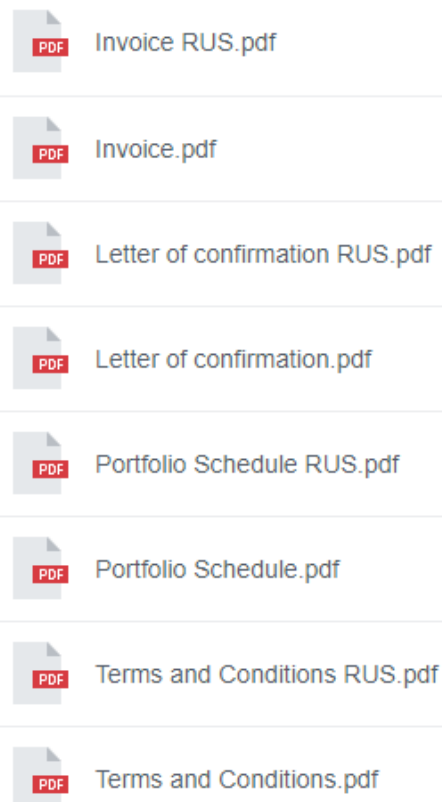 PDF Invoice RUS.pdf
PDF Invoice.pdf
PDF Letter of confirmation RUS.pdf
PDF Letter of confirmation.pdf
PDF Portfolio Schedule RUS.pdf
PDF Portfolio Schedule.pdf
PDF Terms and Conditions RUS.pdf
PDF Terms and Conditions.pdf